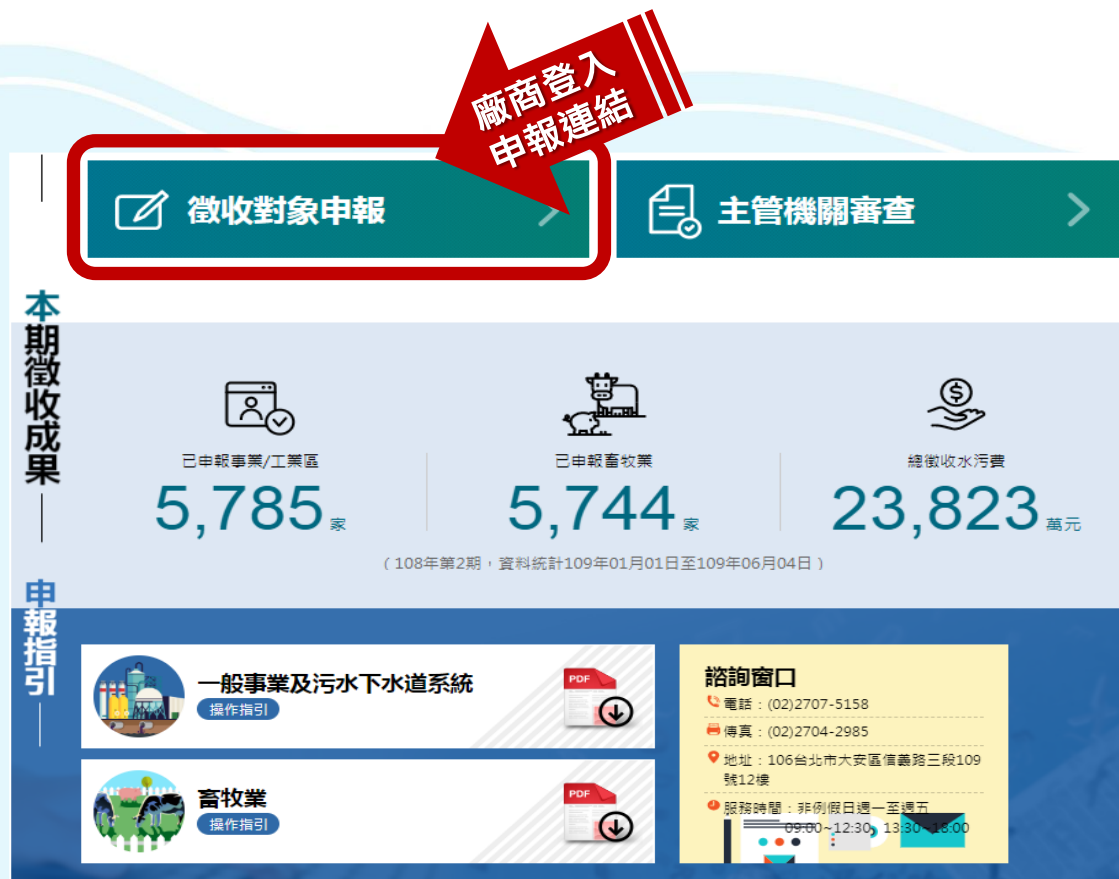 廠商登入
申報連結
徵收對象申報
主管機關審查
本期徵收成果
已申報事業/工業區
5,785 家
已申報畜牧業
5,744 家
總徵收水污費
23,823 萬元
(108年第2期，資料統計109年01月01日至109年06月04日)
申報指引
一般事業及污水下水道系統
操作指引
PDF
畜牧業
操作指引
PDF
諮詢窗口
電話：(02)2707-5158
傳真：(02)2704-2985
地址：106台北市大安區信義路三段109
號12樓
服務時間：非例假日週一至週五
09:00~12:30，13:30~18:00